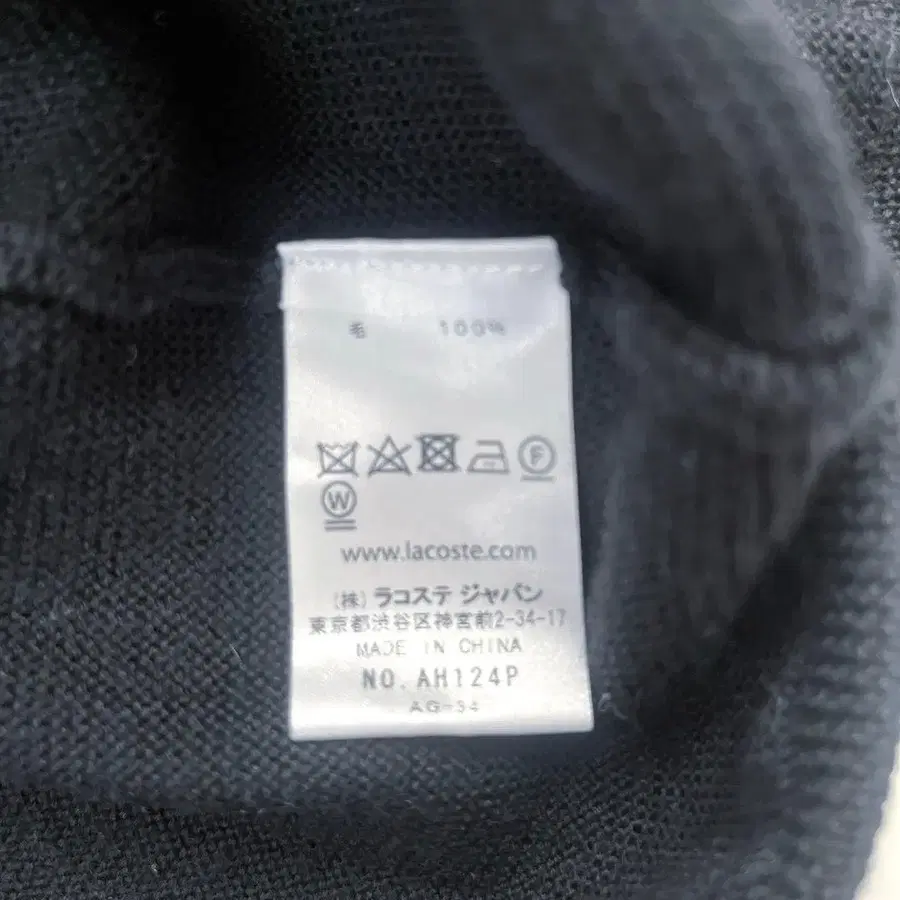 毛 100%
F
W
www.lacoste.com
(株) ラコステ ジャパン
東京都渋谷区神宮前2-34-17
MADE IN CHINA
NO. AH124P
AG-34